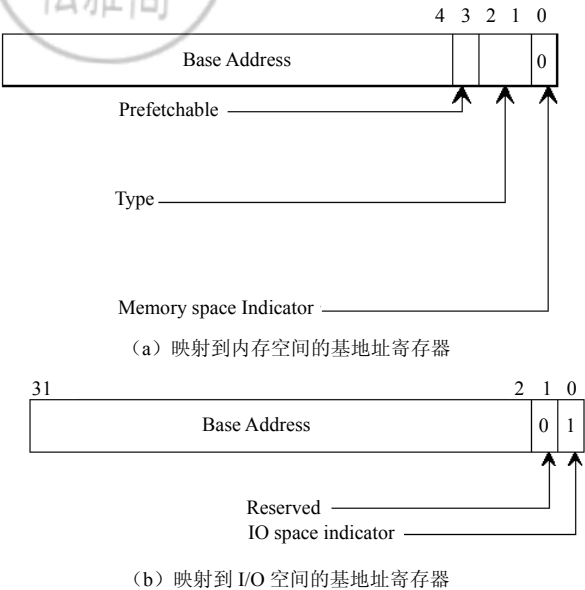 4 3 2 1 0
Base Address 0
Prefetchable
Type
Memory space Indicator
（a）映射到内存空间的基地址寄存器
31 2 1 0
Base Address 0 1
Reserved
IO space indicator
（b）映射到 I/O 空间的基地址寄存器